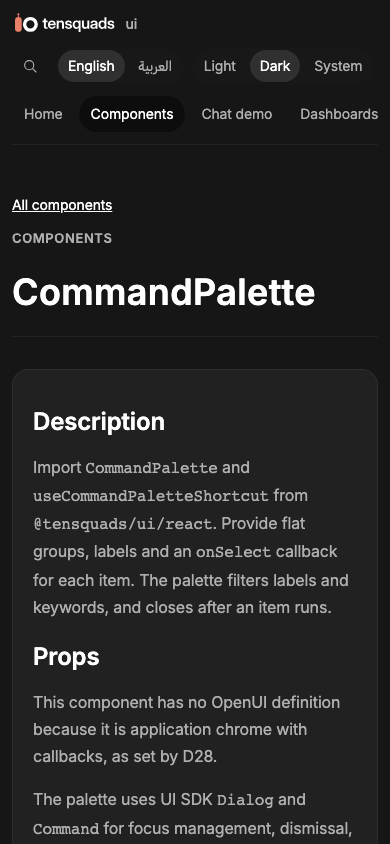 tensquads ui
English العربية Light Dark System
Home Components Chat demo Dashboards
All components
COMPONENTS
CommandPalette
Description
Import CommandPalette and
useCommandPaletteShortcut from
@tensquads/ui/react. Provide flat
groups, labels and an onSelect callback
for each item. The palette filters labels and
keywords, and closes after an item runs.
Props
This component has no OpenUI definition
because it is application chrome with
callbacks, as set by D28.
The palette uses UI SDK Dialog and
Command for focus management, dismissal,